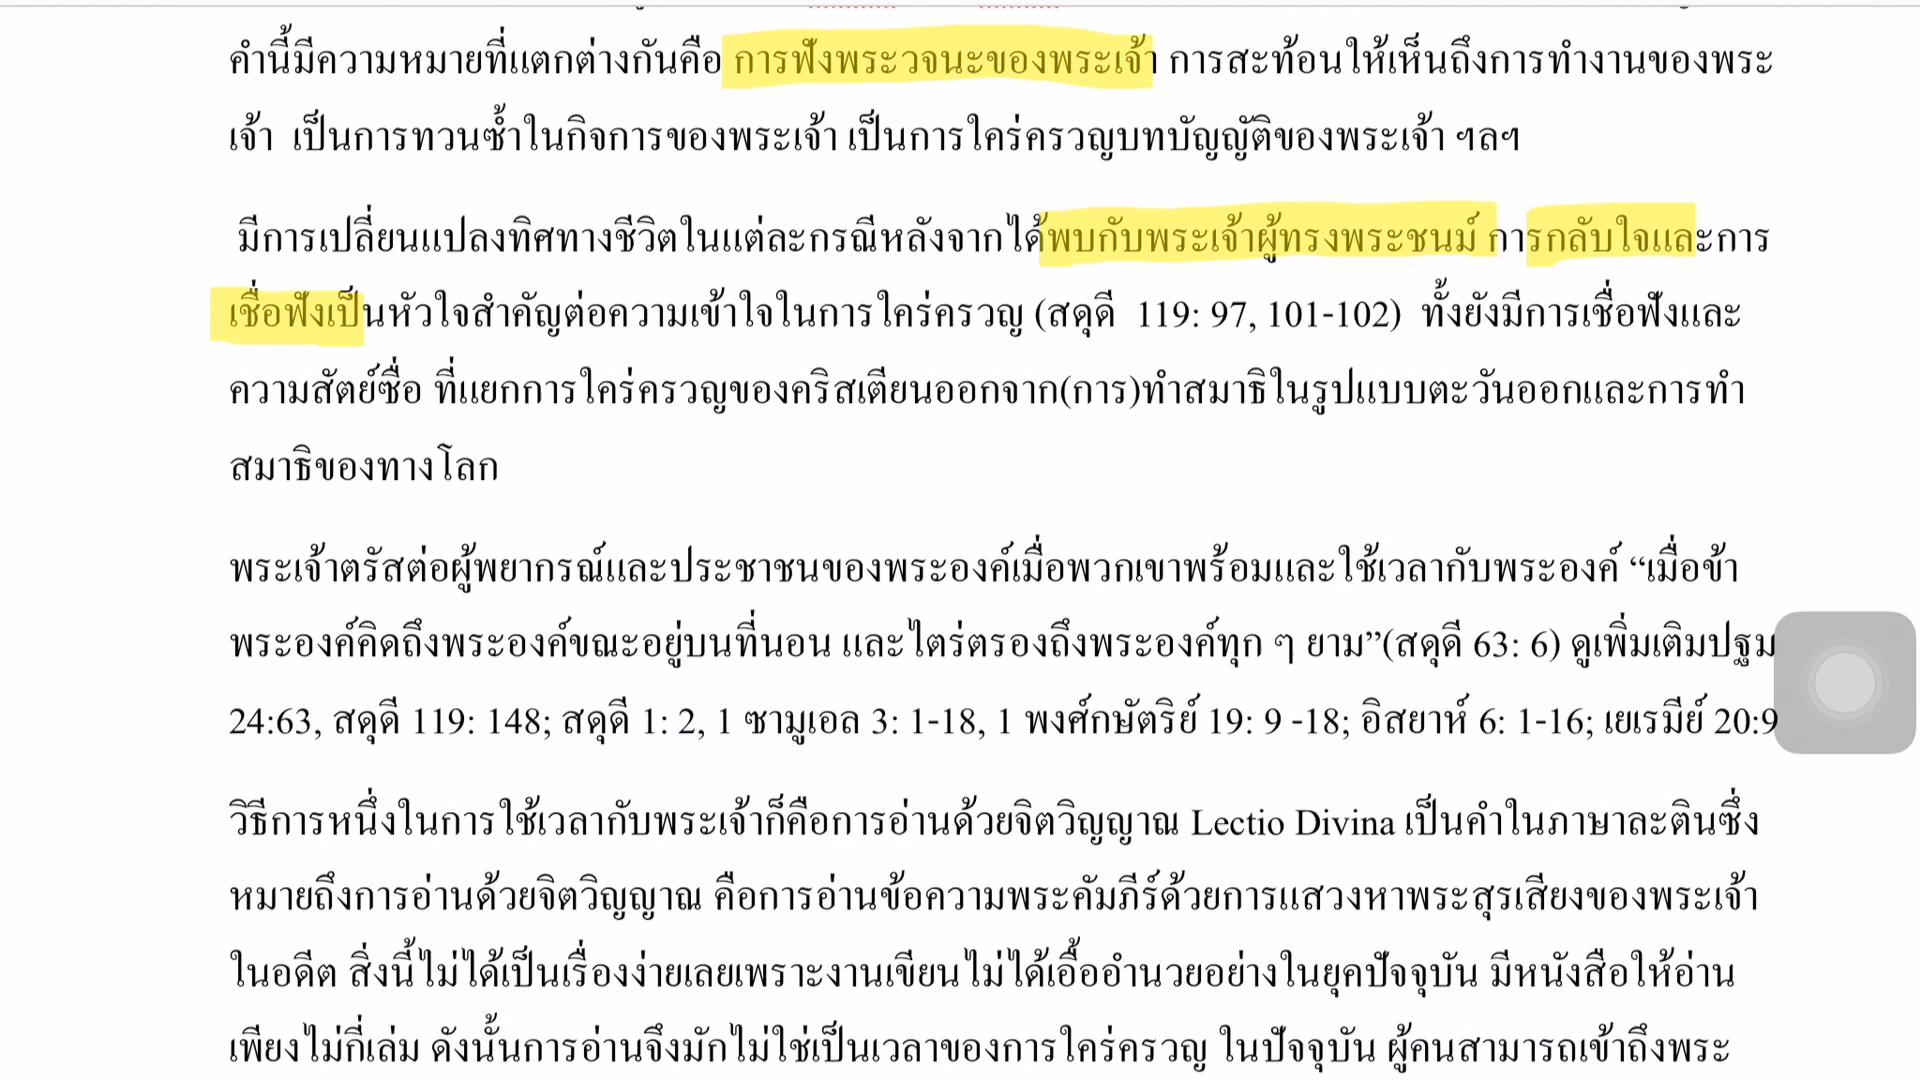 คำนี้มีความหมายที่แตกต่างกันคือ การฟังพระวจนะของพระเจ้า การสะท้อนให้เห็นถึงการทำงานของพระ
เจ้า เป็นการทวนซ้ำในกิจการของพระเจ้า เป็นการใคร่ครวญบทบัญญัติของพระเจ้า ฯลฯ
มีการเปลี่ยนแปลงทิศทางชีวิตในแต่ละกรณีหลังจากได้พบกับพระเจ้าผู้ทรงพระชนม์ การกลับใจและการ
เชื่อฟังเป็นหัวใจสำคัญต่อความเข้าใจในการใคร่ครวญ (สดุดี 119: 97, 101-102) ทั้งยังมีการเชื่อฟังและ
ความสัตย์ซื่อ ที่แยกการใคร่ครวญของคริสเตียนออกจาก(การ)ทำสมาธิในรูปแบบตะวันออกและการทำ
สมาธิของทางโลก
พระเจ้าตรัสต่อผู้พยากรณ์และประชาชนของพระองค์เมื่อพวกเขาพร้อมและใช้เวลากับพระองค์ “เมื่อข้า
พระองค์คิดถึงพระองค์ขณะอยู่บนที่นอน และไตร่ตรองถึงพระองค์ทุก ๆ ยาม”(สดุดี 63: 6) ดูเพิ่มเติมปฐม
24:63, สดุดี 119: 148; สดุดี 1: 2, 1 ซามูเอล 3: 1-18, 1 พงศ์กษัตริย์ 19: 9 -18; อิสยาห์ 6: 1-16; เยเรมีย์ 20:9
วิธีการหนึ่งในการใช้เวลากับพระเจ้าก็คือการอ่านด้วยจิตวิญญาณ Lectio Divina เป็นคำในภาษาละตินซึ่ง
หมายถึงการอ่านด้วยจิตวิญญาณ คือการอ่านข้อความพระคัมภีร์ด้วยการแสวงหาพระสุรเสียงของพระเจ้า
ในอดีต สิ่งนี้ไม่ได้เป็นเรื่องง่ายเลยเพราะงานเขียนไม่ได้เอื้ออำนวยอย่างในยุคปัจจุบัน มีหนังสือให้อ่าน
เพียงไม่กี่เล่ม ดังนั้นการอ่านจึงมักไม่ใช่เป็นเวลาของการใคร่ครวญ ในปัจจุบัน ผู้คนสามารถเข้าถึงพระ